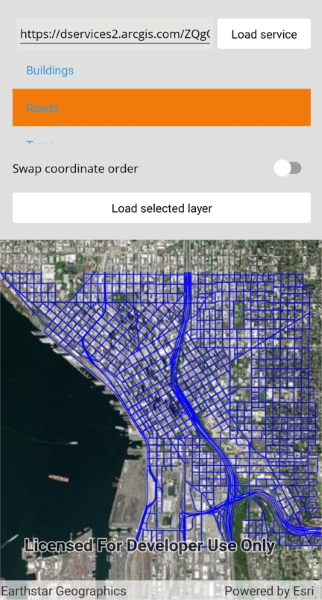 https://dservices2.arcgis.com/ZQg
Load service
Buildings
Roads
Swap coordinate order
Load selected layer
Licensed For Developer Use Only
Earthstar Geographics
Powered by Esri